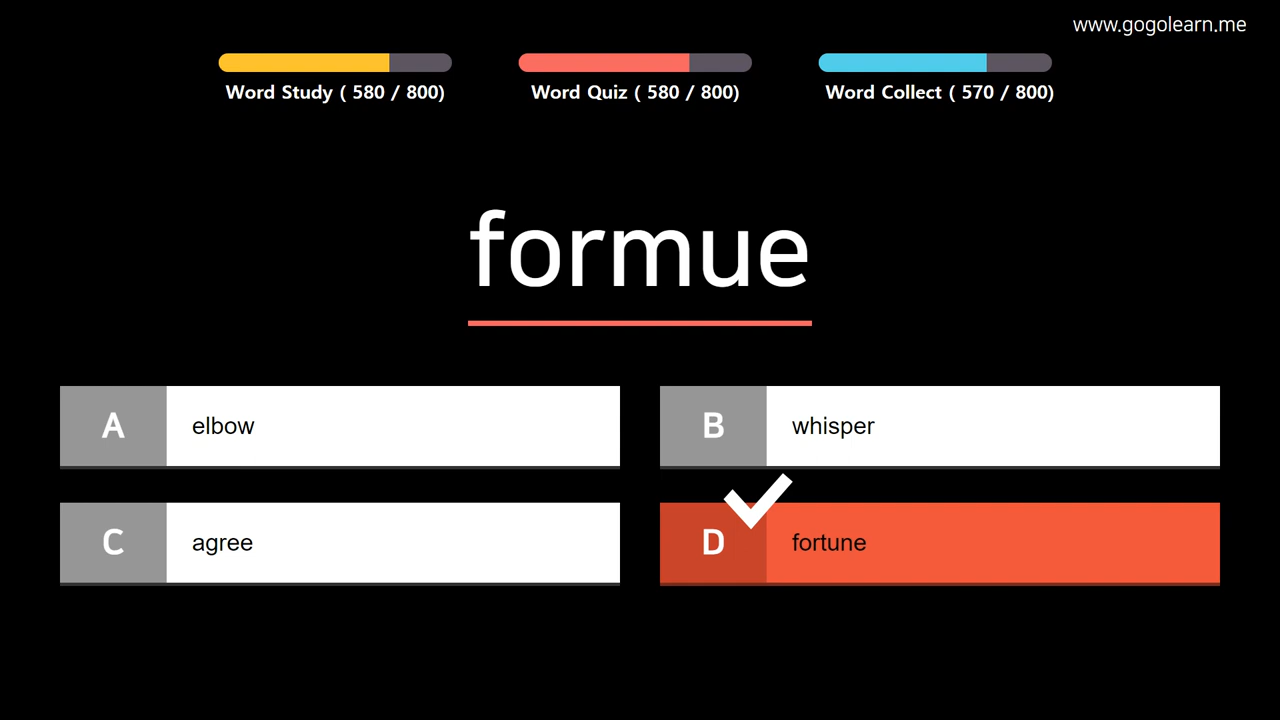 www.gogolearn.me
Word Study ( 580 / 800)
Word Quiz ( 580 / 800)
Word Collect ( 570 / 800)
formue
A elbow
B whisper
C agree
D fortune